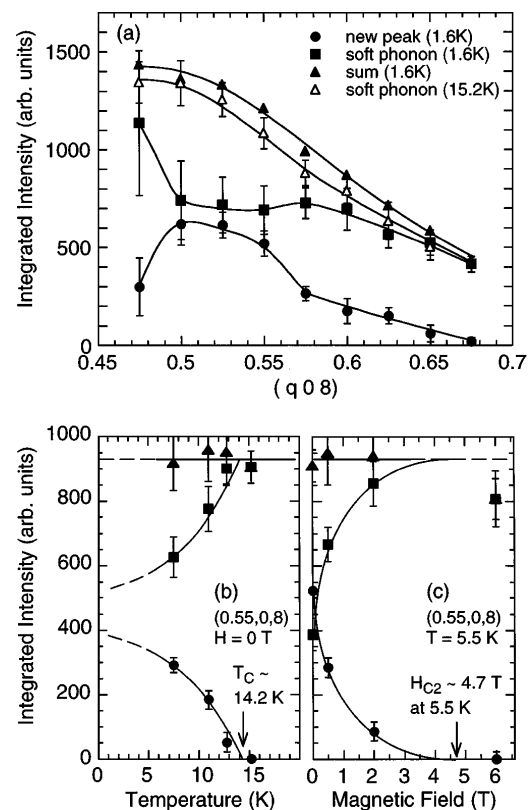 (a)
new peak (1.6K)
soft phonon (1.6K)
sum (1.6K)
soft phonon (15.2K)
Integrated Intensity (arb. units)
1500
1000
500
0
0.45 0.5 0.55 0.6 0.65 0.7
( q 0 8 )
Integrated Intensity (arb. units)
1000
800
600
400
200
0
(b)
(0.55,0,8)
H = 0 T
T_C ~
14.2 K
0 5 10 15 20
Temperature (K)
(c)
(0.55,0,8)
T = 5.5 K
H_C2 ~ 4.7 T
at 5.5 K
0 2 4 6
Magnetic Field (T)